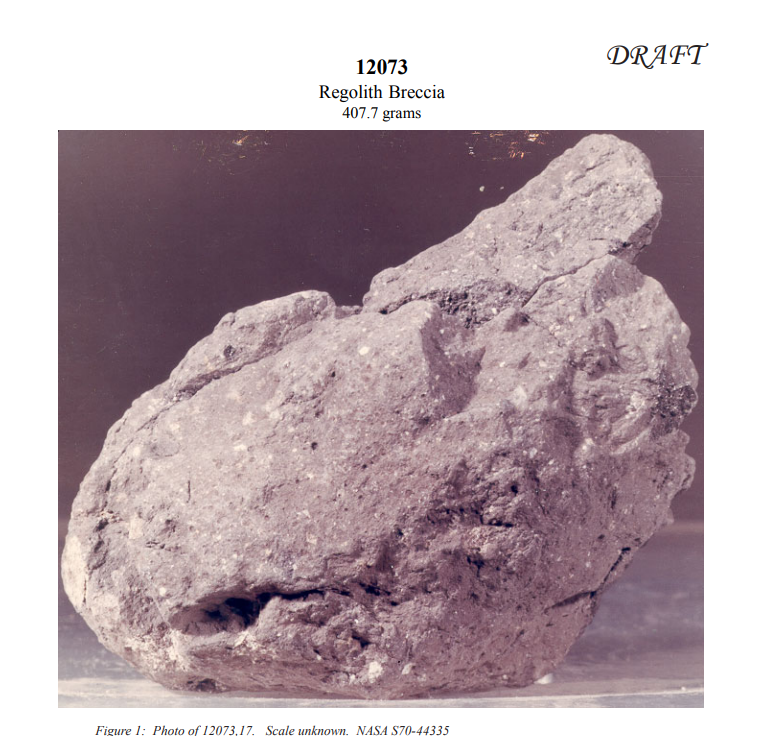 DRAFT
12073
Regolith Breccia
407.7 grams
Figure 1: Photo of 12073,17. Scale unknown. NASA S70-44335